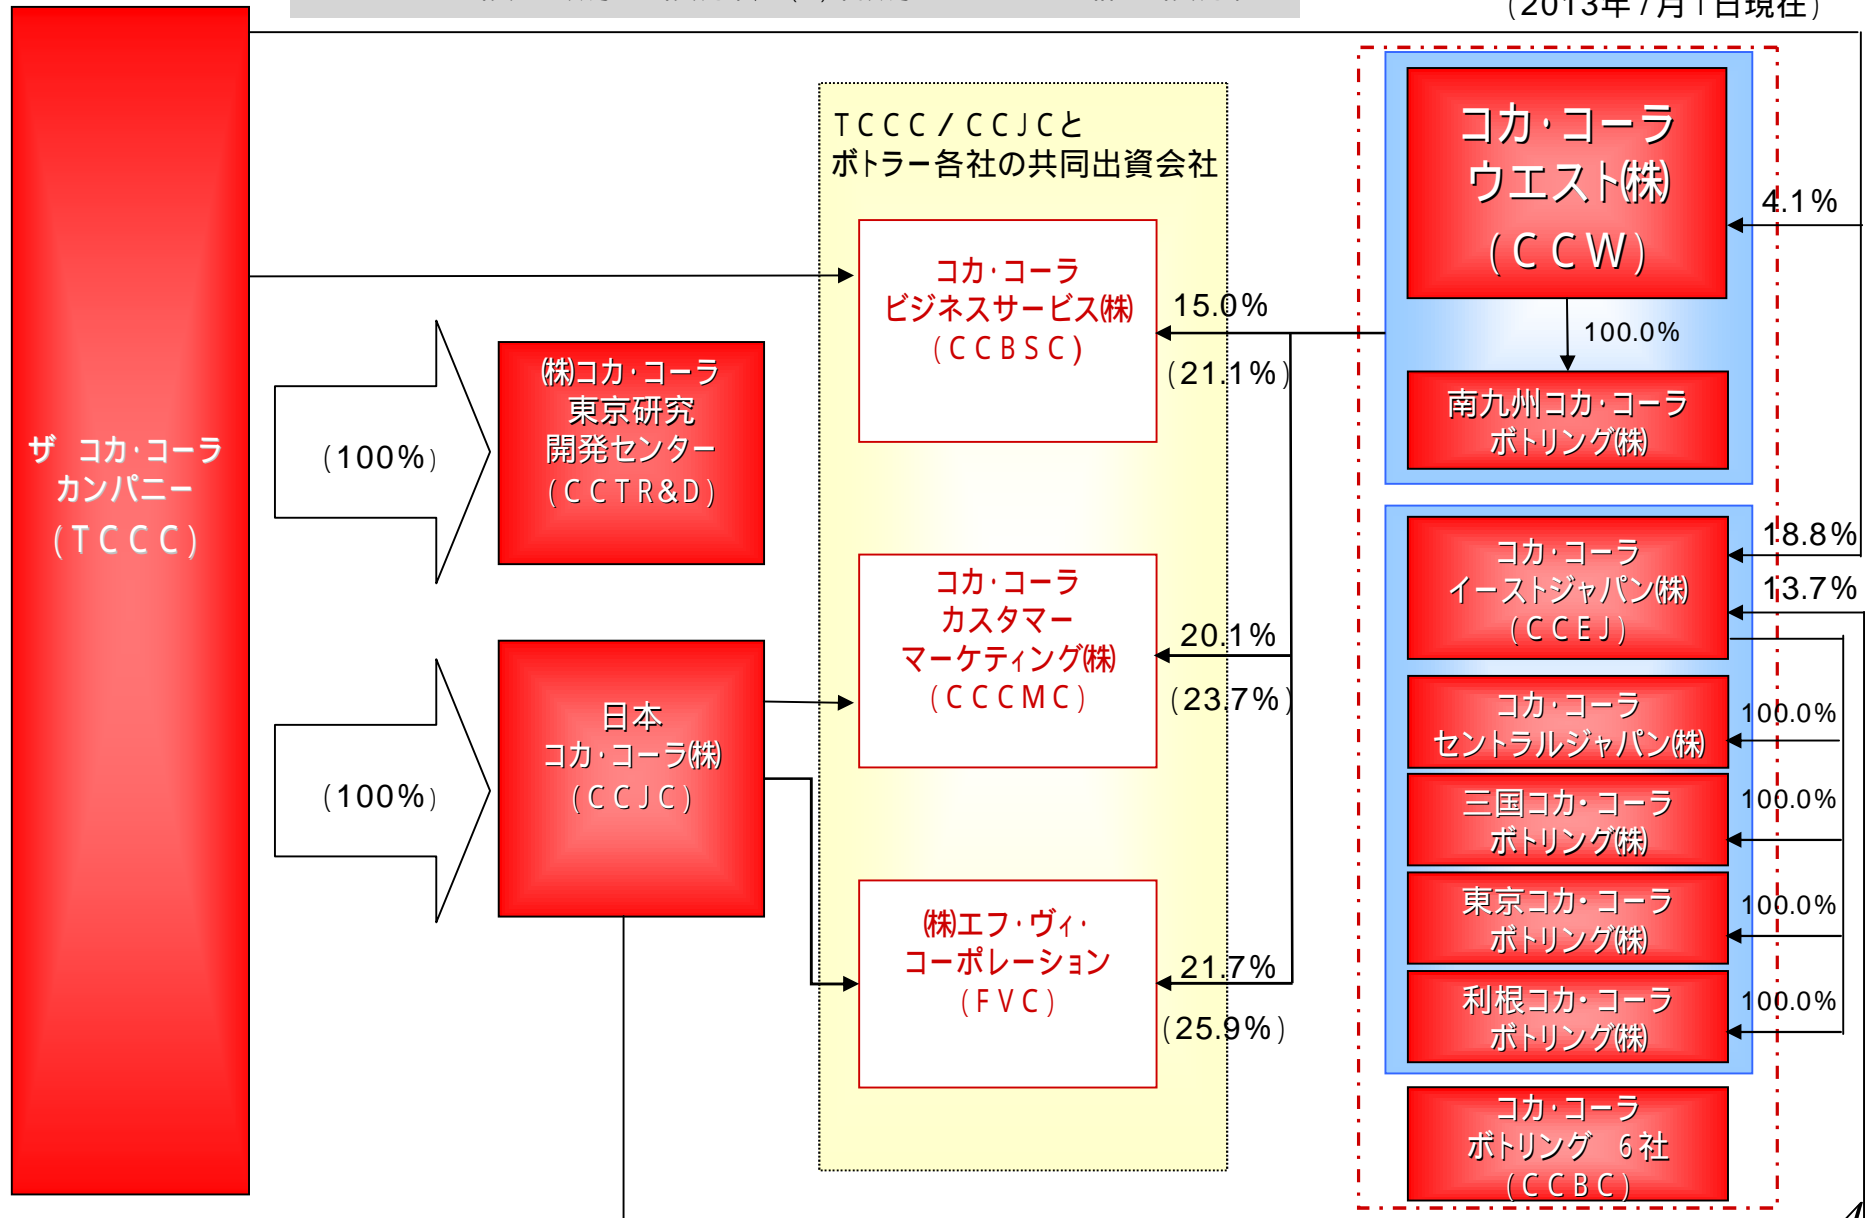 (2013年7月1日現在)
ザ コカ・コーラ
カンパニー
(TCCC)
(100%)
(株)コカ・コーラ
東京研究
開発センター
(CCTR&D)
(100%)
日本
コカ・コーラ(株)
(CCJC)
TCCC/CCJCと
ボトラー各社の共同出資会社
コカ・コーラ
ビジネスサービス(株)
(CCBSC)
15.0%
(21.1%)
コカ・コーラ
カスタマー
マーケティング(株)
(CCCMC)
20.1%
(23.7%)
(株)エフ・ヴィ・
コーポレーション
(FVC)
21.7%
(25.9%)
コカ・コーラ
ウエスト(株)
(CCW)
4.1%
100.0%
南九州コカ・コーラ
ボトリング(株)
コカ・コーラ
イーストジャパン(株)
(CCEJ)
18.8%
13.7%
コカ・コーラ
セントラルジャパン(株)
100.0%
三国コカ・コーラ
ボトリング(株)
100.0%
東京コカ・コーラ
ボトリング(株)
100.0%
利根コカ・コーラ
ボトリング(株)
100.0%
コカ・コーラ
ボトリング 6社
(CCBC)